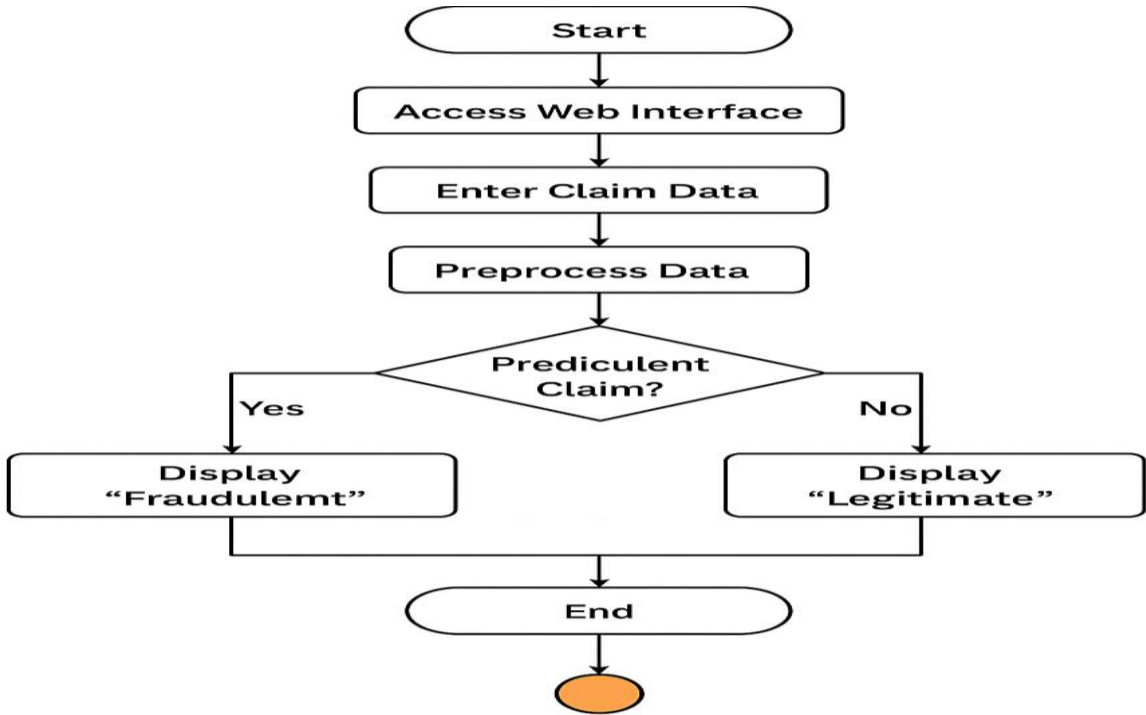 Start
Access Web Interface
Enter Claim Data
Preprocess Data
Prediculent
Claim?
Yes
No
Display
“Fraudulemt”
Display
“Legitimate”
End